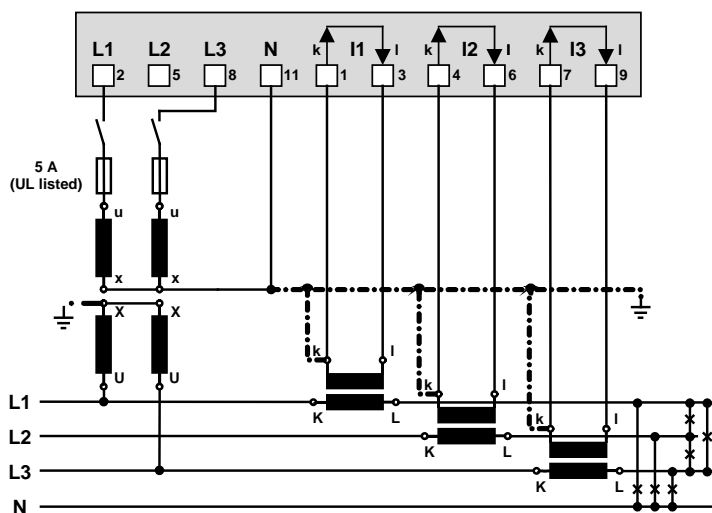 k I1 l k I2 l k I3 l
L1 L2 L3 N
2 5 8 11 1 3 4 6 7 9
5 A
(UL listed)
u u
x x
X X
k l
U U
k l
L1
K L
k l
L2
K L
L3
K L
N